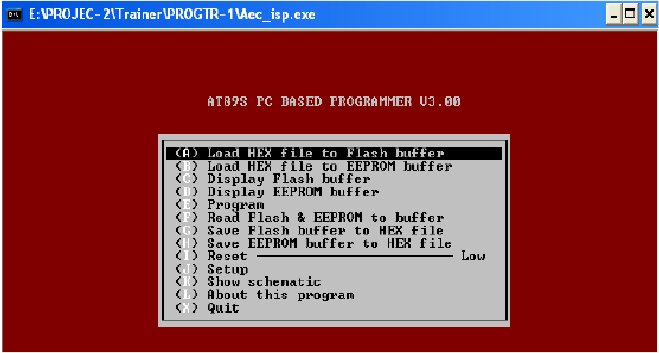 E:\PROJEC-2\Trainer\PROGTR-1\Aec_isp.exe
AT89S PC BASED PROGRAMMER V3.00
(A) Load HEX file to Flash buffer
(B) Load HEX file to EEPROM buffer
(C) Display Flash buffer
(D) Display EEPROM buffer
(E) Program
(F) Read Flash & EEPROM to buffer
(G) Save Flash buffer to HEX file
(H) Save EEPROM buffer to HEX file
(I) Reset Low
(J) Setup
(K) Show schematic
(L) About this program
(X) Quit